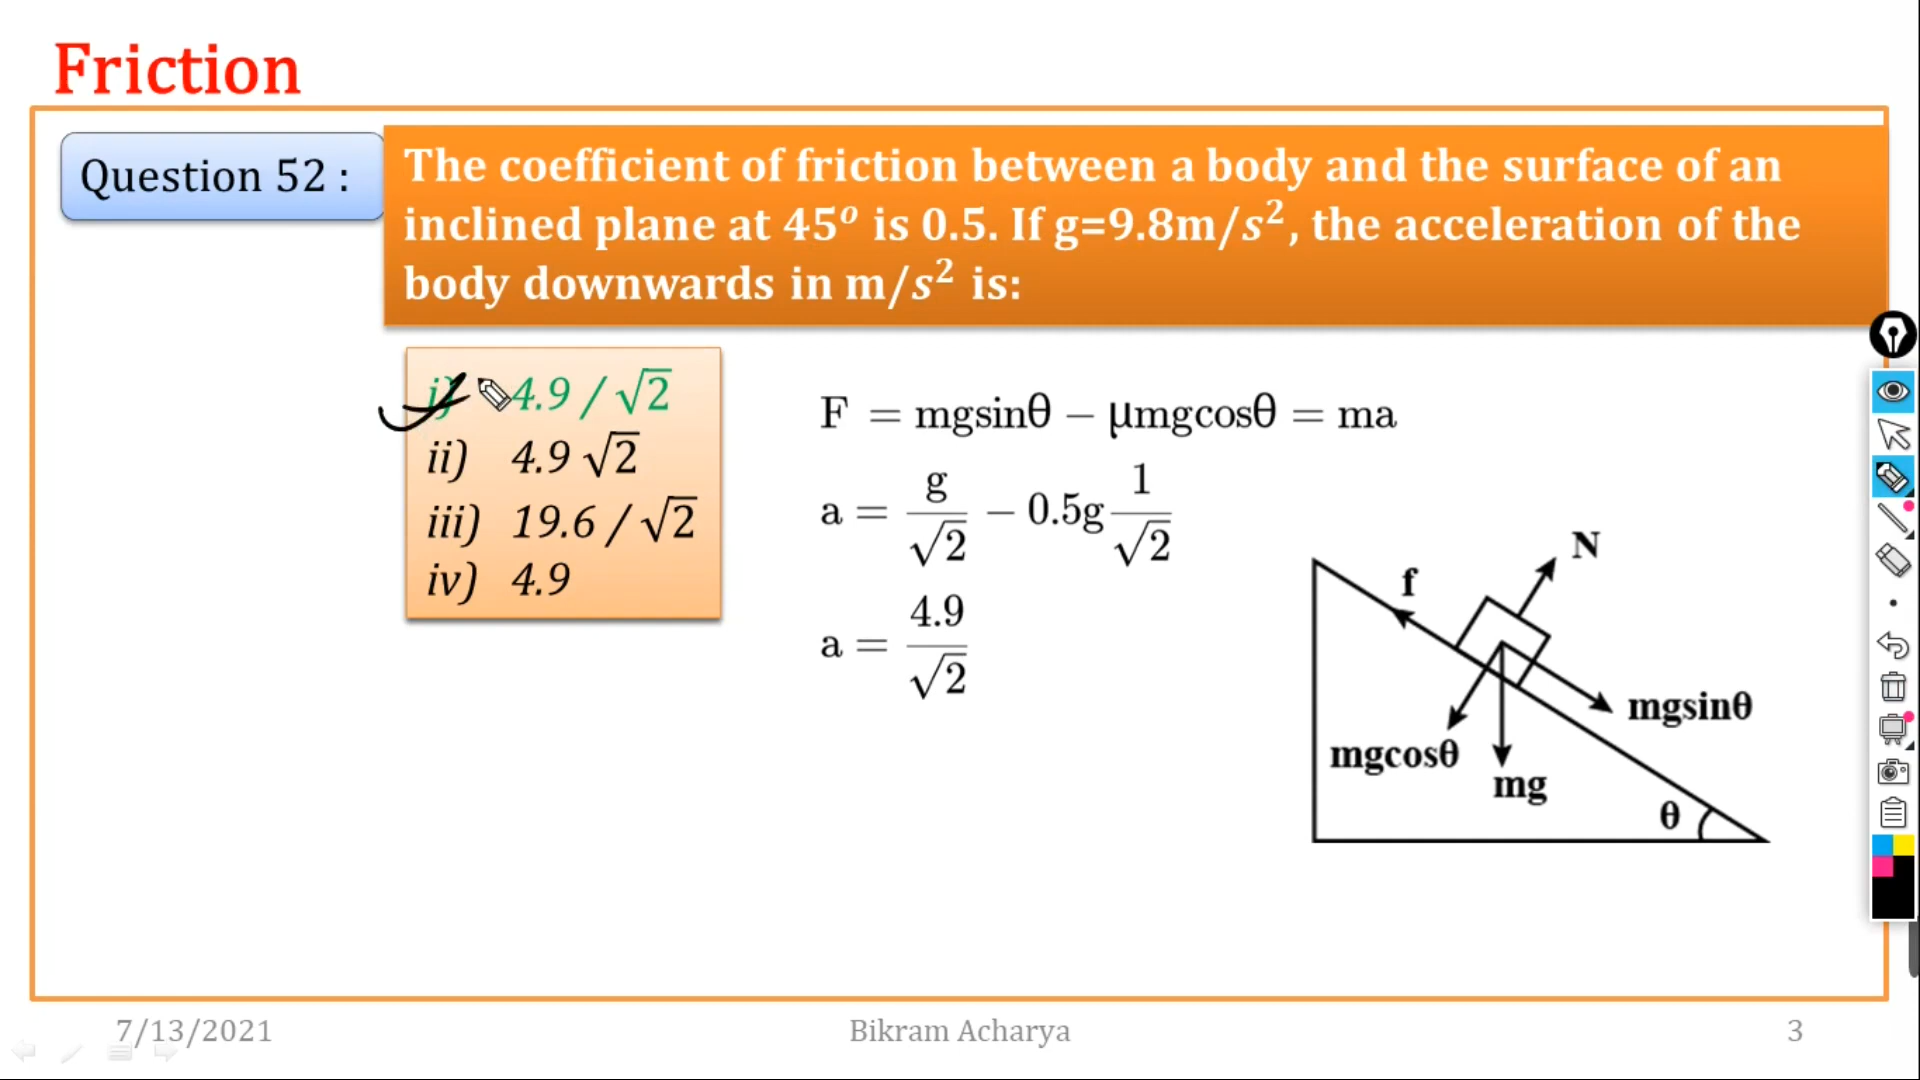 Friction
Question 52 :
The coefficient of friction between a body and the surface of an
inclined plane at 45° is 0.5. If g=9.8m/s², the acceleration of the
body downwards in m/s² is:
i) 4.9 / √2
ii) 4.9 √2
iii) 19.6 / √2
iv) 4.9
F = mgsinθ − μmgcosθ = ma
a = g/√2 − 0.5g 1/√2
a = 4.9/√2
N
f
mgsinθ
mgcosθ
mg
θ
7/13/2021
Bikram Acharya
3